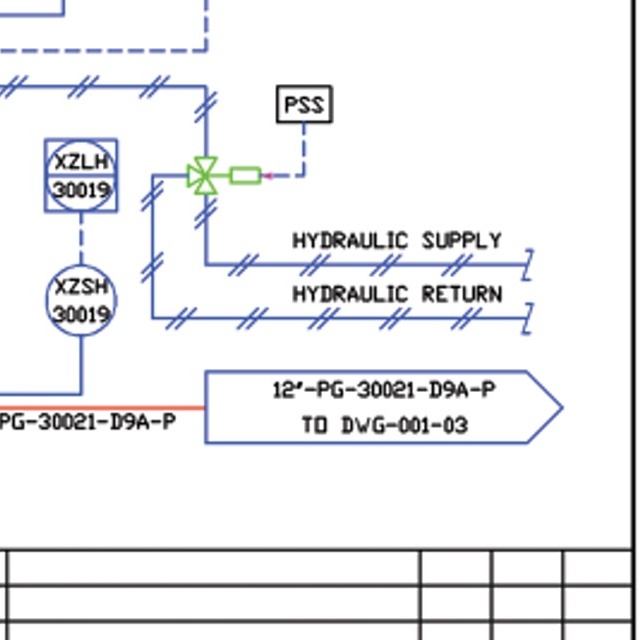 PSS
XZLH
30019
HYDRAULIC SUPPLY
XZSH
30019
HYDRAULIC RETURN
12"-PG-30021-D9A-P
PG-30021-D9A-P
TO DWG-001-03